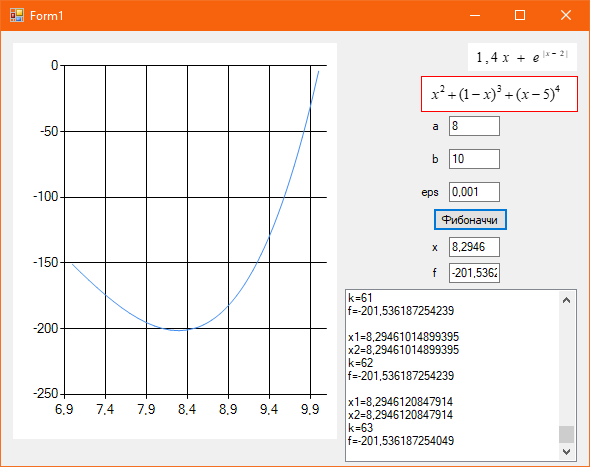 Form1
0
-50
-100
-150
-200
-250
6,9 7,4 7,9 8,4 8,9 9,4 9,9
1,4 x + e^|x − 2|
x² + (1−x)³ + (x−5)⁴
a 8
b 10
eps 0,001
Фибоначчи
x 8,2946
f -201,5362
k=61
f=-201,536187254239
x1=8,29461014899395
x2=8,29461014899395
k=62
f=-201,536187254239
x1=8,2946120847914
x2=8,2946120847914
k=63
f=-201,536187254049